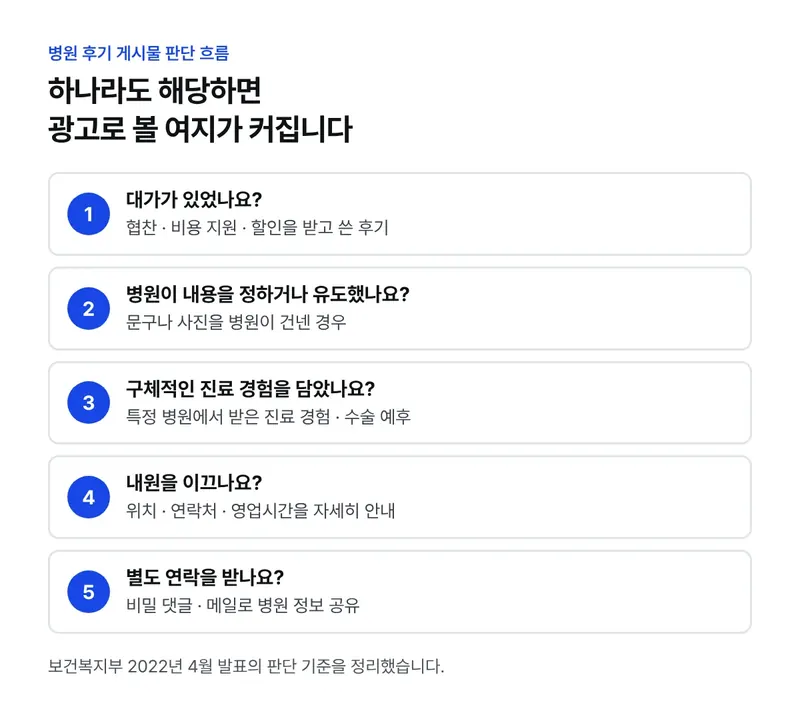 병원 후기 게시물 판단 흐름
하나라도 해당하면
광고로 볼 여지가 커집니다
1
대가가 있었나요?
협찬 · 비용 지원 · 할인을 받고 쓴 후기
2
병원이 내용을 정하거나 유도했나요?
문구나 사진을 병원이 건넨 경우
3
구체적인 진료 경험을 담았나요?
특정 병원에서 받은 진료 경험 · 수술 예후
4
내원을 이끄나요?
위치 · 연락처 · 영업시간을 자세히 안내
5
별도 연락을 받나요?
비밀 댓글 · 메일로 병원 정보 공유
보건복지부 2022년 4월 발표의 판단 기준을 정리했습니다.